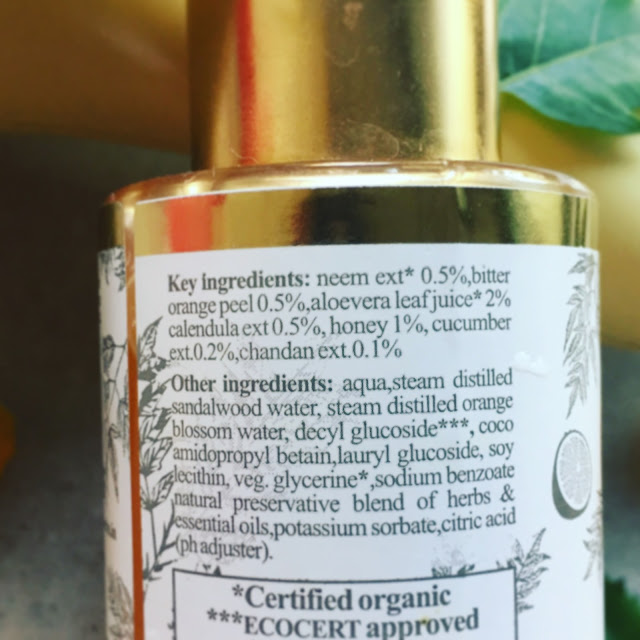 Key ingredients: neem ext* 0.5%,bitter
orange peel 0.5%,aloevera leaf juice* 2%
calendula ext 0.5%, honey 1%, cucumber
ext.0.2%,chandan ext.0.1%
Other ingredients: aqua,steam distilled
sandalwood water, steam distilled orange
blossom water, decyl glucoside***, coco
amidopropyl betain,lauryl glucoside, soy
lecithin, veg. glycerine*,sodium benzoate
natural preservative blend of herbs &
essential oils,potassium sorbate,citric acid
(ph adjuster).
*Certified organic
***ECOCERT approved